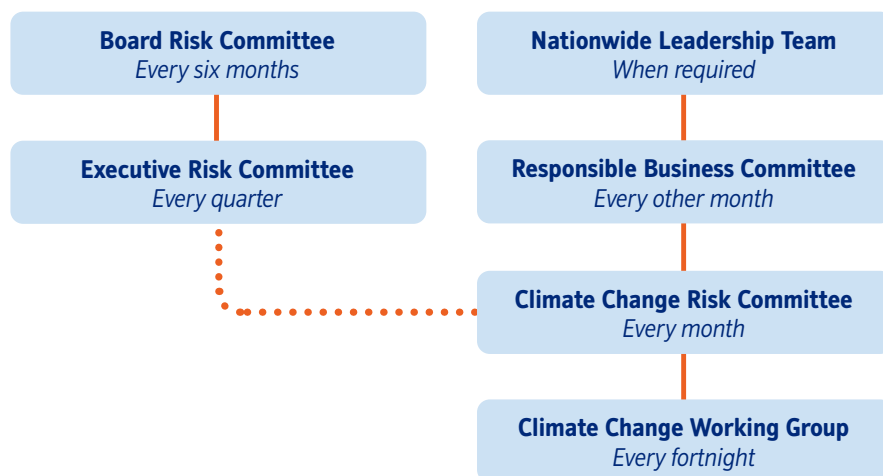 Board Risk Committee
Every six months
Nationwide Leadership Team
When required
Executive Risk Committee
Every quarter
Responsible Business Committee
Every other month
Climate Change Risk Committee
Every month
Climate Change Working Group
Every fortnight